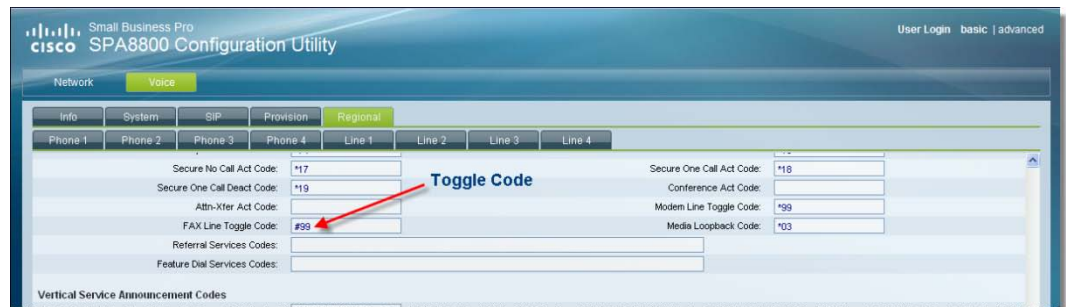 Small Business Pro
cisco SPA8800 Configuration Utility
User Login basic | advanced
Network Voice
Info System SIP Provision Regional
Phone 1 Phone 2 Phone 3 Phone 4 Line 1 Line 2 Line 3 Line 4
Secure No Call Act Code: *17 Secure One Call Act Code: *18
Secure One Call Deact Code: *19 Toggle Code Conference Act Code:
Attn-Xfer Act Code: Modem Line Toggle Code: *99
FAX Line Toggle Code: #99 Media Loopback Code: *03
Referral Services Codes:
Feature Dial Services Codes:
Vertical Service Announcement Codes